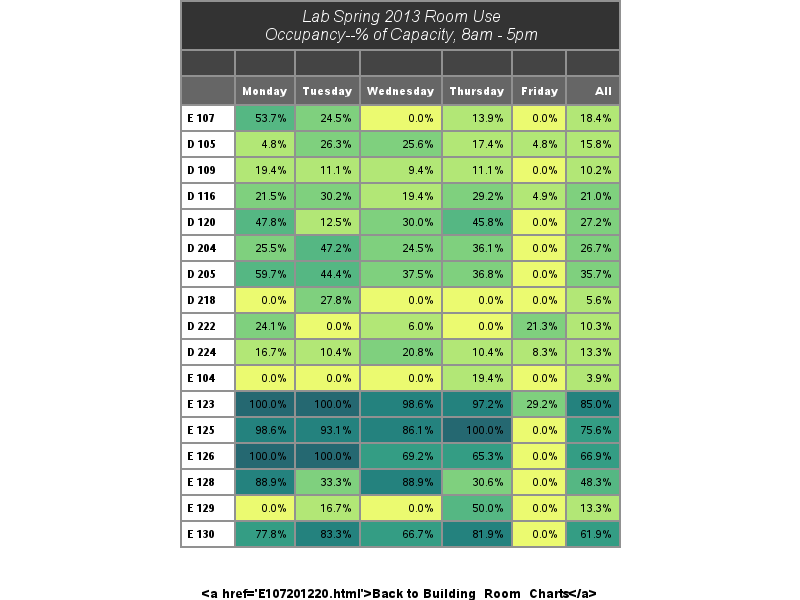 Lab Spring 2013 Room Use
Occupancy--% of Capacity, 8am - 5pm
Monday Tuesday Wednesday Thursday Friday All
E 107 53.7% 24.5% 0.0% 13.9% 0.0% 18.4%
D 105 4.8% 26.3% 25.6% 17.4% 4.8% 15.8%
D 109 19.4% 11.1% 9.4% 11.1% 0.0% 10.2%
D 116 21.5% 30.2% 19.4% 29.2% 4.9% 21.0%
D 120 47.8% 12.5% 30.0% 45.8% 0.0% 27.2%
D 204 25.5% 47.2% 24.5% 36.1% 0.0% 26.7%
D 205 59.7% 44.4% 37.5% 36.8% 0.0% 35.7%
D 218 0.0% 27.8% 0.0% 0.0% 0.0% 5.6%
D 222 24.1% 0.0% 6.0% 0.0% 21.3% 10.3%
D 224 16.7% 10.4% 20.8% 10.4% 8.3% 13.3%
E 104 0.0% 0.0% 0.0% 19.4% 0.0% 3.9%
E 123 100.0% 100.0% 98.6% 97.2% 29.2% 85.0%
E 125 98.6% 93.1% 86.1% 100.0% 0.0% 75.6%
E 126 100.0% 100.0% 69.2% 65.3% 0.0% 66.9%
E 128 88.9% 33.3% 88.9% 30.6% 0.0% 48.3%
E 129 0.0% 16.7% 0.0% 50.0% 0.0% 13.3%
E 130 77.8% 83.3% 66.7% 81.9% 0.0% 61.9%
<a href='E107201220.html'>Back to Building_Room_Charts</a>